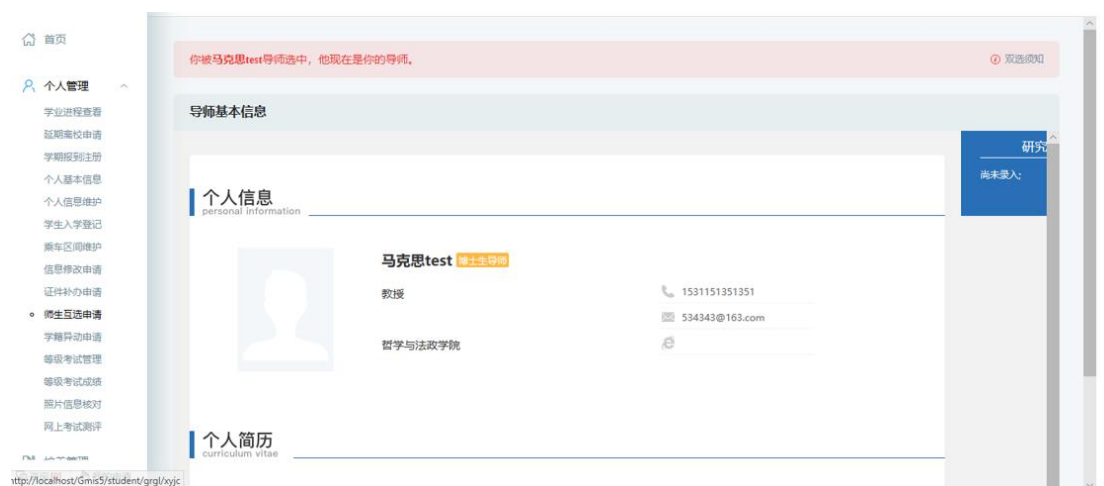 首页
个人管理
学业进程查看
延期离校申请
学期报到注册
个人基本信息
个人信息维护
学生入学登记
乘车区间维护
信息修改申请
证件补办申请
师生互选申请
学籍异动申请
等级考试管理
等级考试成绩
照片信息核对
网上考试测评
http://localhost/Gmis5/student/grgl/xyjc
你被马克思test导师选中，他现在是你的导师。
双选须知
导师基本信息
个人信息
personal information
马克思test 博士生导师
教授
1531151351351
534343@163.com
哲学与法政学院
个人简历
curriculum vitae
研究
尚未录入;